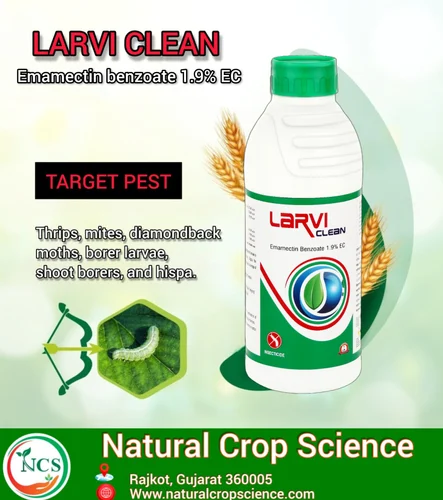 LARVI CLEAN
Emamectin benzoate 1.9% EC
TARGET PEST
Thrips, mites, diamondback
moths, borer larvae,
shoot borers, and hispa.
LARVI
CLEAN
Emamectin Benzoate 1.9% EC
INSECTICIDE
NCS
Natural Crop Science
Rajkot, Gujarat 360005
Www.naturalcropscience.com